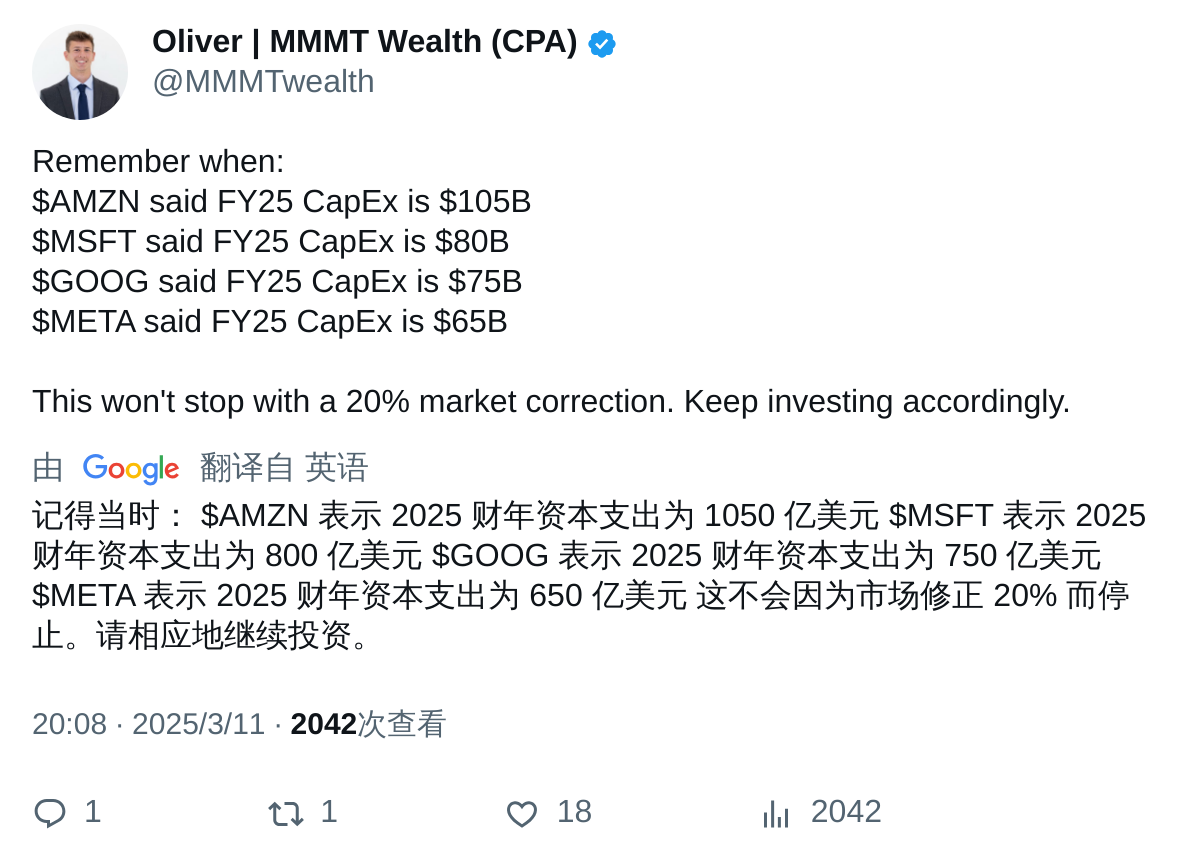 Oliver | MMMT Wealth (CPA)
@MMMTwealth
Remember when:
$AMZN said FY25 CapEx is $105B
$MSFT said FY25 CapEx is $80B
$GOOG said FY25 CapEx is $75B
$META said FY25 CapEx is $65B
This won't stop with a 20% market correction. Keep investing accordingly.
由 Google 翻译自 英语
记得当时： $AMZN 表示 2025 财年资本支出为 1050 亿美元 $MSFT 表示 2025
财年资本支出为 800 亿美元 $GOOG 表示 2025 财年资本支出为 750 亿美元
$META 表示 2025 财年资本支出为 650 亿美元 这不会因为市场修正 20% 而停
止。请相应地继续投资。
20:08 · 2025/3/11 · 2042次查看
1 1 18 2042